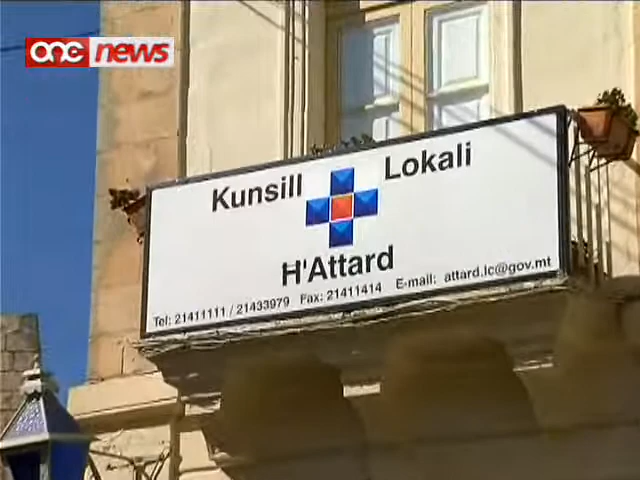 one news
Kunsill Lokali
H'Attard
Tel: 21411111 / 21433979 Fax: 21411414 E-mail: attard.lc@gov.mt